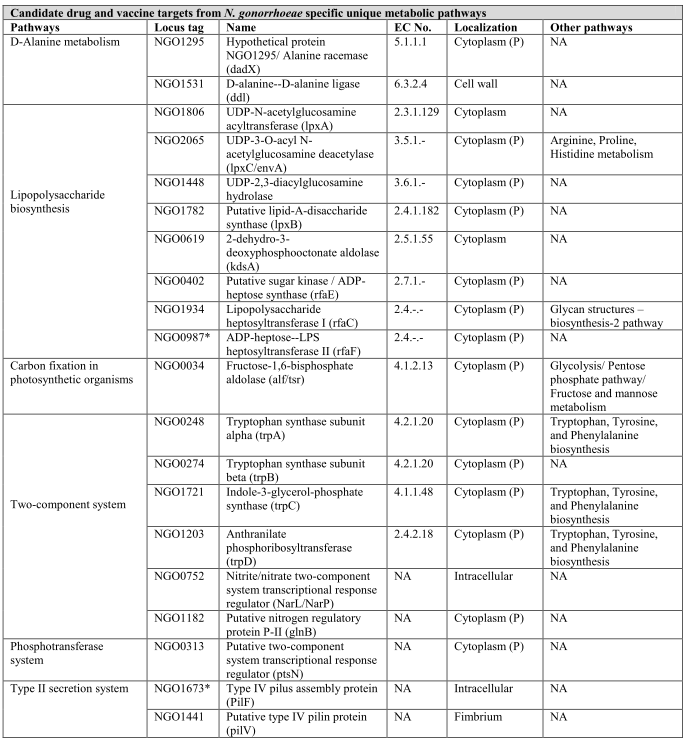 Candidate drug and vaccine targets from N. gonorrhoeae specific unique metabolic pathways
Pathways Locus tag Name EC No. Localization Other pathways
D-Alanine metabolism NGO1295 Hypothetical protein 5.1.1.1 Cytoplasm (P) NA
NGO1295/ Alanine racemase
(dadX)
NGO1531 D-alanine--D-alanine ligase 6.3.2.4 Cell wall NA
(ddl)
Lipopolysaccharide
biosynthesis
NGO1806 UDP-N-acetylglucosamine 2.3.1.129 Cytoplasm NA
acyltransferase (lpxA)
NGO2065 UDP-3-O-acyl N- 3.5.1.- Cytoplasm (P) Arginine, Proline,
acetylglucosamine deacetylase Histidine metabolism
(lpxC/envA)
NGO1448 UDP-2,3-diacylglucosamine 3.6.1.- Cytoplasm (P) NA
hydrolase
NGO1782 Putative lipid-A-disaccharide 2.4.1.182 Cytoplasm (P) NA
synthase (lpxB)
NGO0619 2-dehydro-3- 2.5.1.55 Cytoplasm NA
deoxyphosphooctonate aldolase
(kdsA)
NGO0402 Putative sugar kinase / ADP- 2.7.1.- Cytoplasm (P) NA
heptose synthase (rfaE)
NGO1934 Lipopolysaccharide 2.4.-.- Cytoplasm (P) Glycan structures –
heptosyltransferase I (rfaC) biosynthesis-2 pathway
NGO0987* ADP-heptose--LPS 2.4.-.- Cytoplasm (P) NA
heptosyltransferase II (rfaF)
Carbon fixation in NGO0034 Fructose-1,6-bisphosphate 4.1.2.13 Cytoplasm (P) Glycolysis/ Pentose
photosynthetic organisms aldolase (alf/tsr) phosphate pathway/
Fructose and mannose
metabolism
Two-component system
NGO0248 Tryptophan synthase subunit 4.2.1.20 Cytoplasm (P) Tryptophan, Tyrosine,
alpha (trpA) and Phenylalanine
biosynthesis
NGO0274 Tryptophan synthase subunit 4.2.1.20 Cytoplasm (P) NA
beta (trpB)
NGO1721 Indole-3-glycerol-phosphate 4.1.1.48 Cytoplasm (P) Tryptophan, Tyrosine,
synthase (trpC) and Phenylalanine
biosynthesis
NGO1203 Anthranilate 2.4.2.18 Cytoplasm (P) Tryptophan, Tyrosine,
phosphoribosyltransferase and Phenylalanine
(trpD) biosynthesis
NGO0752 Nitrite/nitrate two-component NA Intracellular NA
system transcriptional response
regulator (NarL/NarP)
NGO1182 Putative nitrogen regulatory NA Cytoplasm (P) NA
protein P-II (glnB)
Phosphotransferase NGO0313 Putative two-component NA Cytoplasm (P) NA
system system transcriptional response
regulator (ptsN)
Type II secretion system NGO1673* Type IV pilus assembly protein NA Intracellular NA
(PilF)
NGO1441 Putative type IV pilin protein NA Fimbrium NA
(pilV)